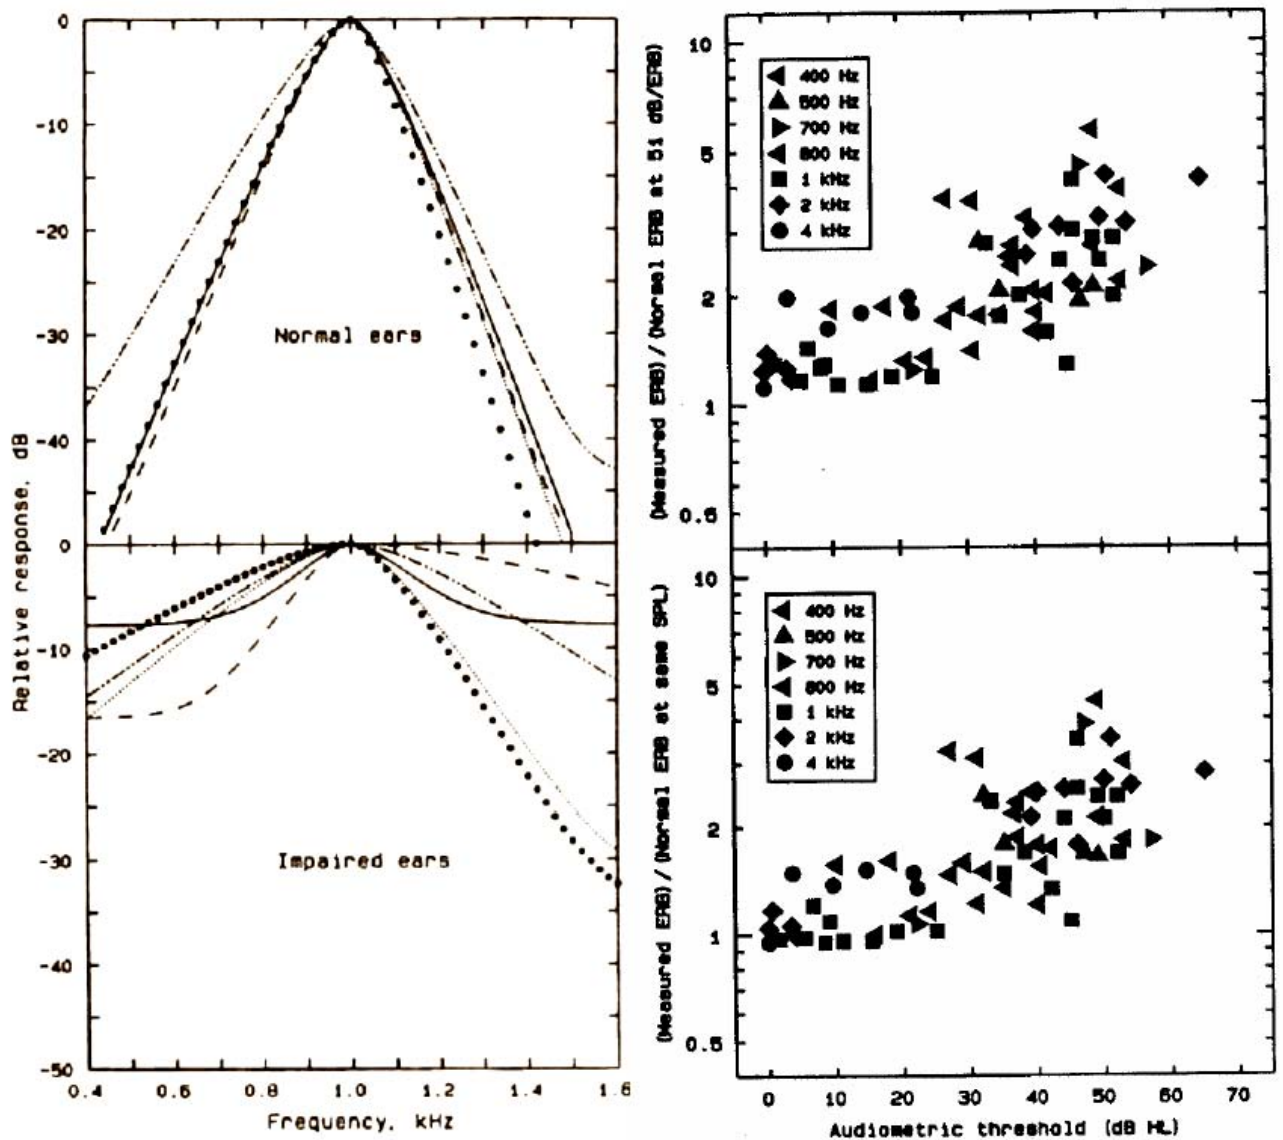 0
-10
-20
-30
-40
0
-10
-20
-30
-40
-50
Relative response, dB
Normal ears
Impaired ears
0.4 0.6 0.8 1.0 1.2 1.4 1.6
Frequency, kHz
(Measured ERB)/(Normal ERB at 51 dB/ERB)
10
5
2
1
0.5
400 Hz
500 Hz
700 Hz
800 Hz
1 kHz
2 kHz
4 kHz
(Measured ERB)/(Normal ERB at same SPL)
10
5
2
1
0.5
400 Hz
500 Hz
700 Hz
800 Hz
1 kHz
2 kHz
4 kHz
0 10 20 30 40 50 60 70
Audiometric threshold (dB HL)